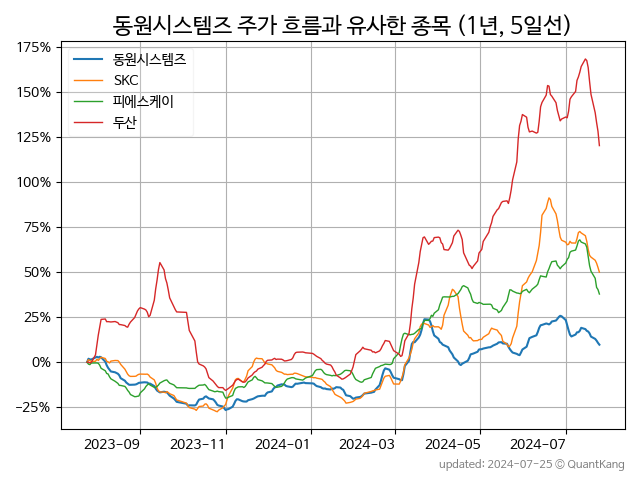 동원시스템즈 주가 흐름과 유사한 종목 (1년, 5일선)
175%
150%
125%
100%
75%
50%
25%
0%
−25%
동원시스템즈
SKC
피에스케이
두산
2023-09 2023-11 2024-01 2024-03 2024-05 2024-07
updated: 2024-07-25 © QuantKang